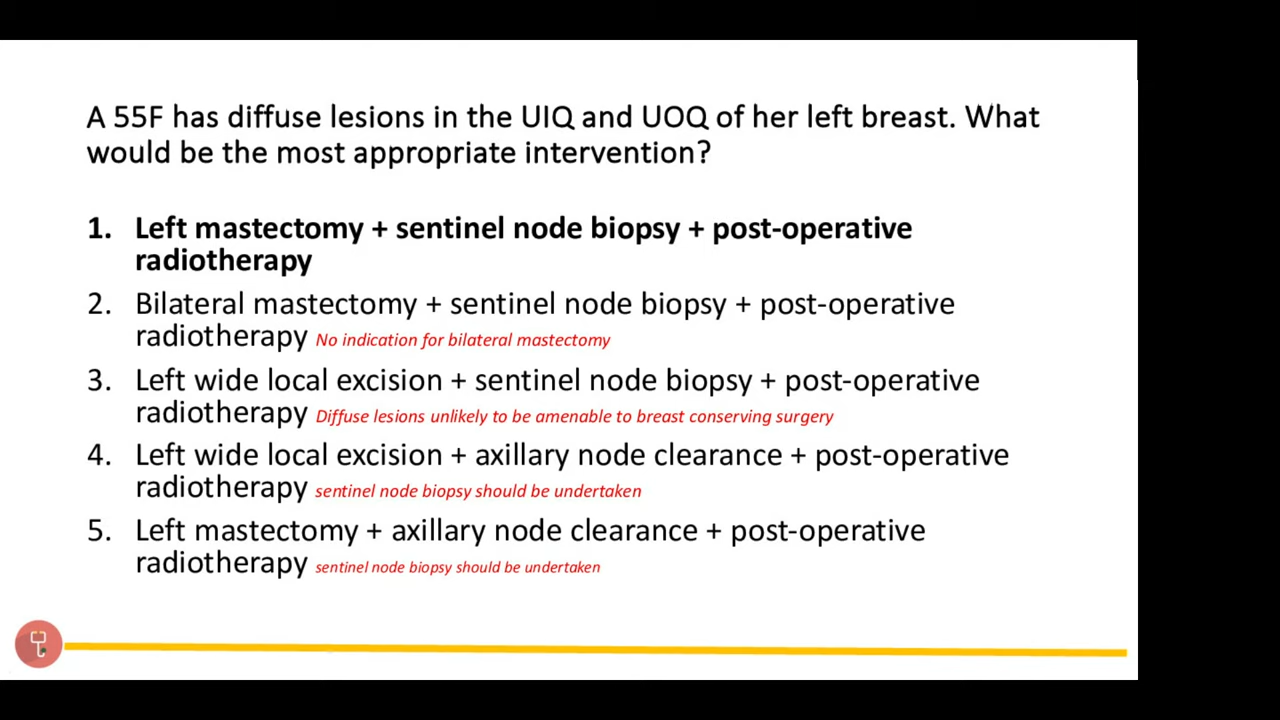 A 55F has diffuse lesions in the UIQ and UOQ of her left breast. What
would be the most appropriate intervention?
1. Left mastectomy + sentinel node biopsy + post-operative
radiotherapy
2. Bilateral mastectomy + sentinel node biopsy + post-operative
radiotherapy No indication for bilateral mastectomy
3. Left wide local excision + sentinel node biopsy + post-operative
radiotherapy Diffuse lesions unlikely to be amenable to breast conserving surgery
4. Left wide local excision + axillary node clearance + post-operative
radiotherapy sentinel node biopsy should be undertaken
5. Left mastectomy + axillary node clearance + post-operative
radiotherapy sentinel node biopsy should be undertaken